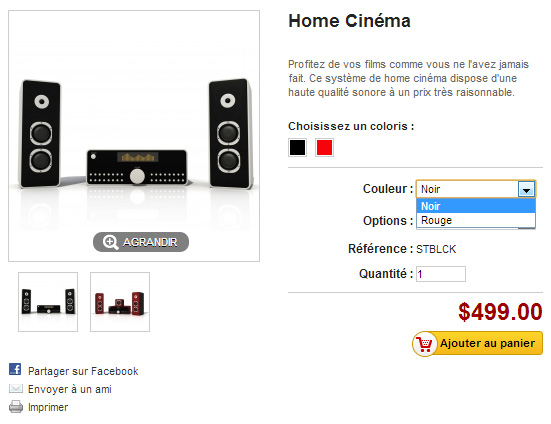 Home Cinéma
Profitez de vos films comme vous ne l'avez jamais
fait. Ce système de home cinéma dispose d'une
haute qualité sonore à un prix très raisonnable.
Choisissez un coloris :
Couleur : Noir
Noir
Rouge
Options :
Référence : STBLCK
Quantité : 1
$499.00
Ajouter au panier
AGRANDIR
Partager sur Facebook
Envoyer à un ami
Imprimer